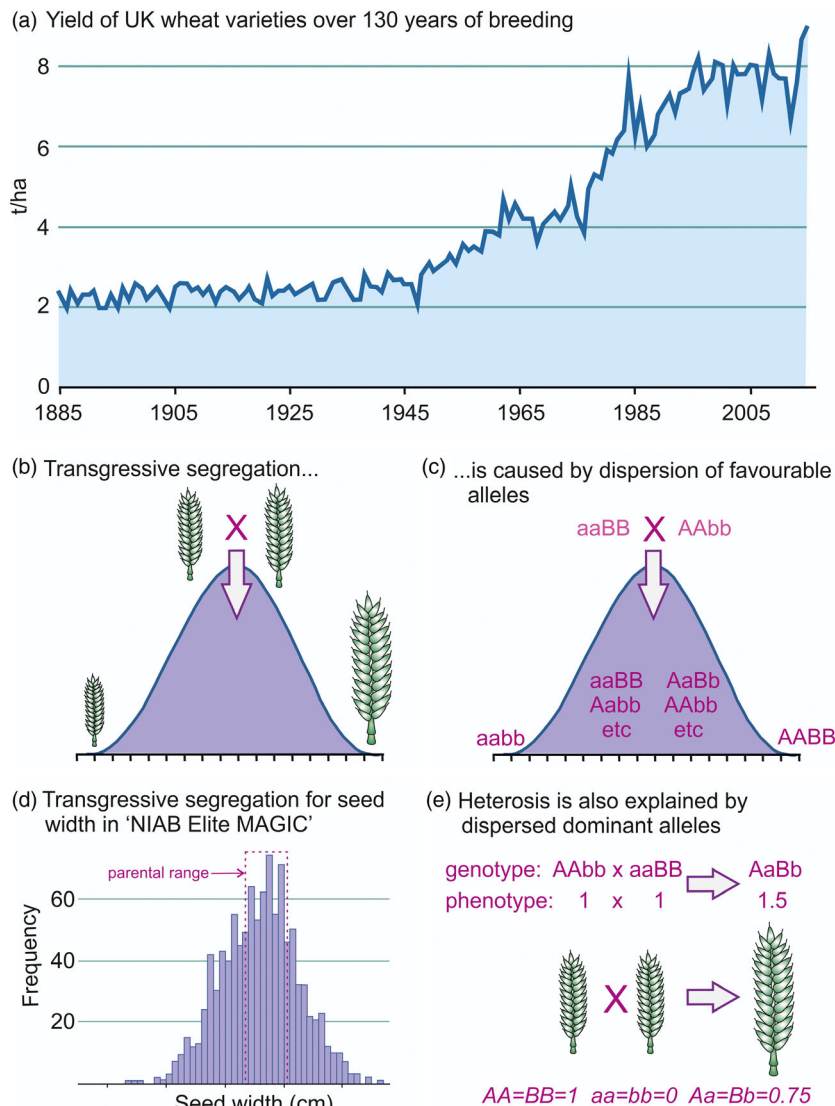 (a) Yield of UK wheat varieties over 130 years of breeding
8
6
t/ha
4
2
0
1885 1905 1925 1945 1965 1985 2005
(b) Transgressive segregation...
X
(c) ...is caused by dispersion of favourable
alleles
aaBB X AAbb
aaBB AaBb
Aabb AAbb
etc etc
aabb AABB
(d) Transgressive segregation for seed
width in ‘NIAB Elite MAGIC’
parental range
60
40
20
Frequency
Seed width (cm)
(e) Heterosis is also explained by
dispersed dominant alleles
genotype: AAbb x aaBB AaBb
phenotype: 1 x 1 1.5
X
AA=BB=1 aa=bb=0 Aa=Bb=0.75